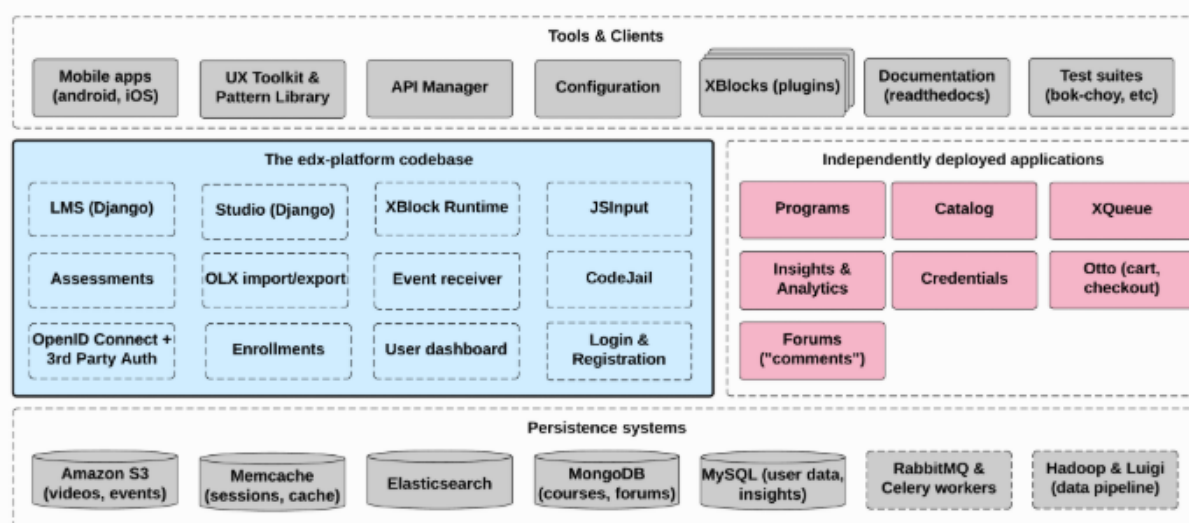 Tools & Clients
Mobile apps
(android, iOS)
UX Toolkit &
Pattern Library
API Manager
Configuration
XBlocks (plugins)
Documentation
(readthedocs)
Test suites
(bok-choy, etc)
The edx-platform codebase
LMS (Django)
Studio (Django)
XBlock Runtime
JSInput
Assessments
OLX import/export
Event receiver
CodeJail
OpenID Connect +
3rd Party Auth
Enrollments
User dashboard
Login &
Registration
Independently deployed applications
Programs
Catalog
XQueue
Insights &
Analytics
Credentials
Otto (cart,
checkout)
Forums
("comments")
Persistence systems
Amazon S3
(videos, events)
Memcache
(sessions, cache)
Elasticsearch
MongoDB
(courses, forums)
MySQL (user data,
insights)
RabbitMQ &
Celery workers
Hadoop & Luigi
(data pipeline)